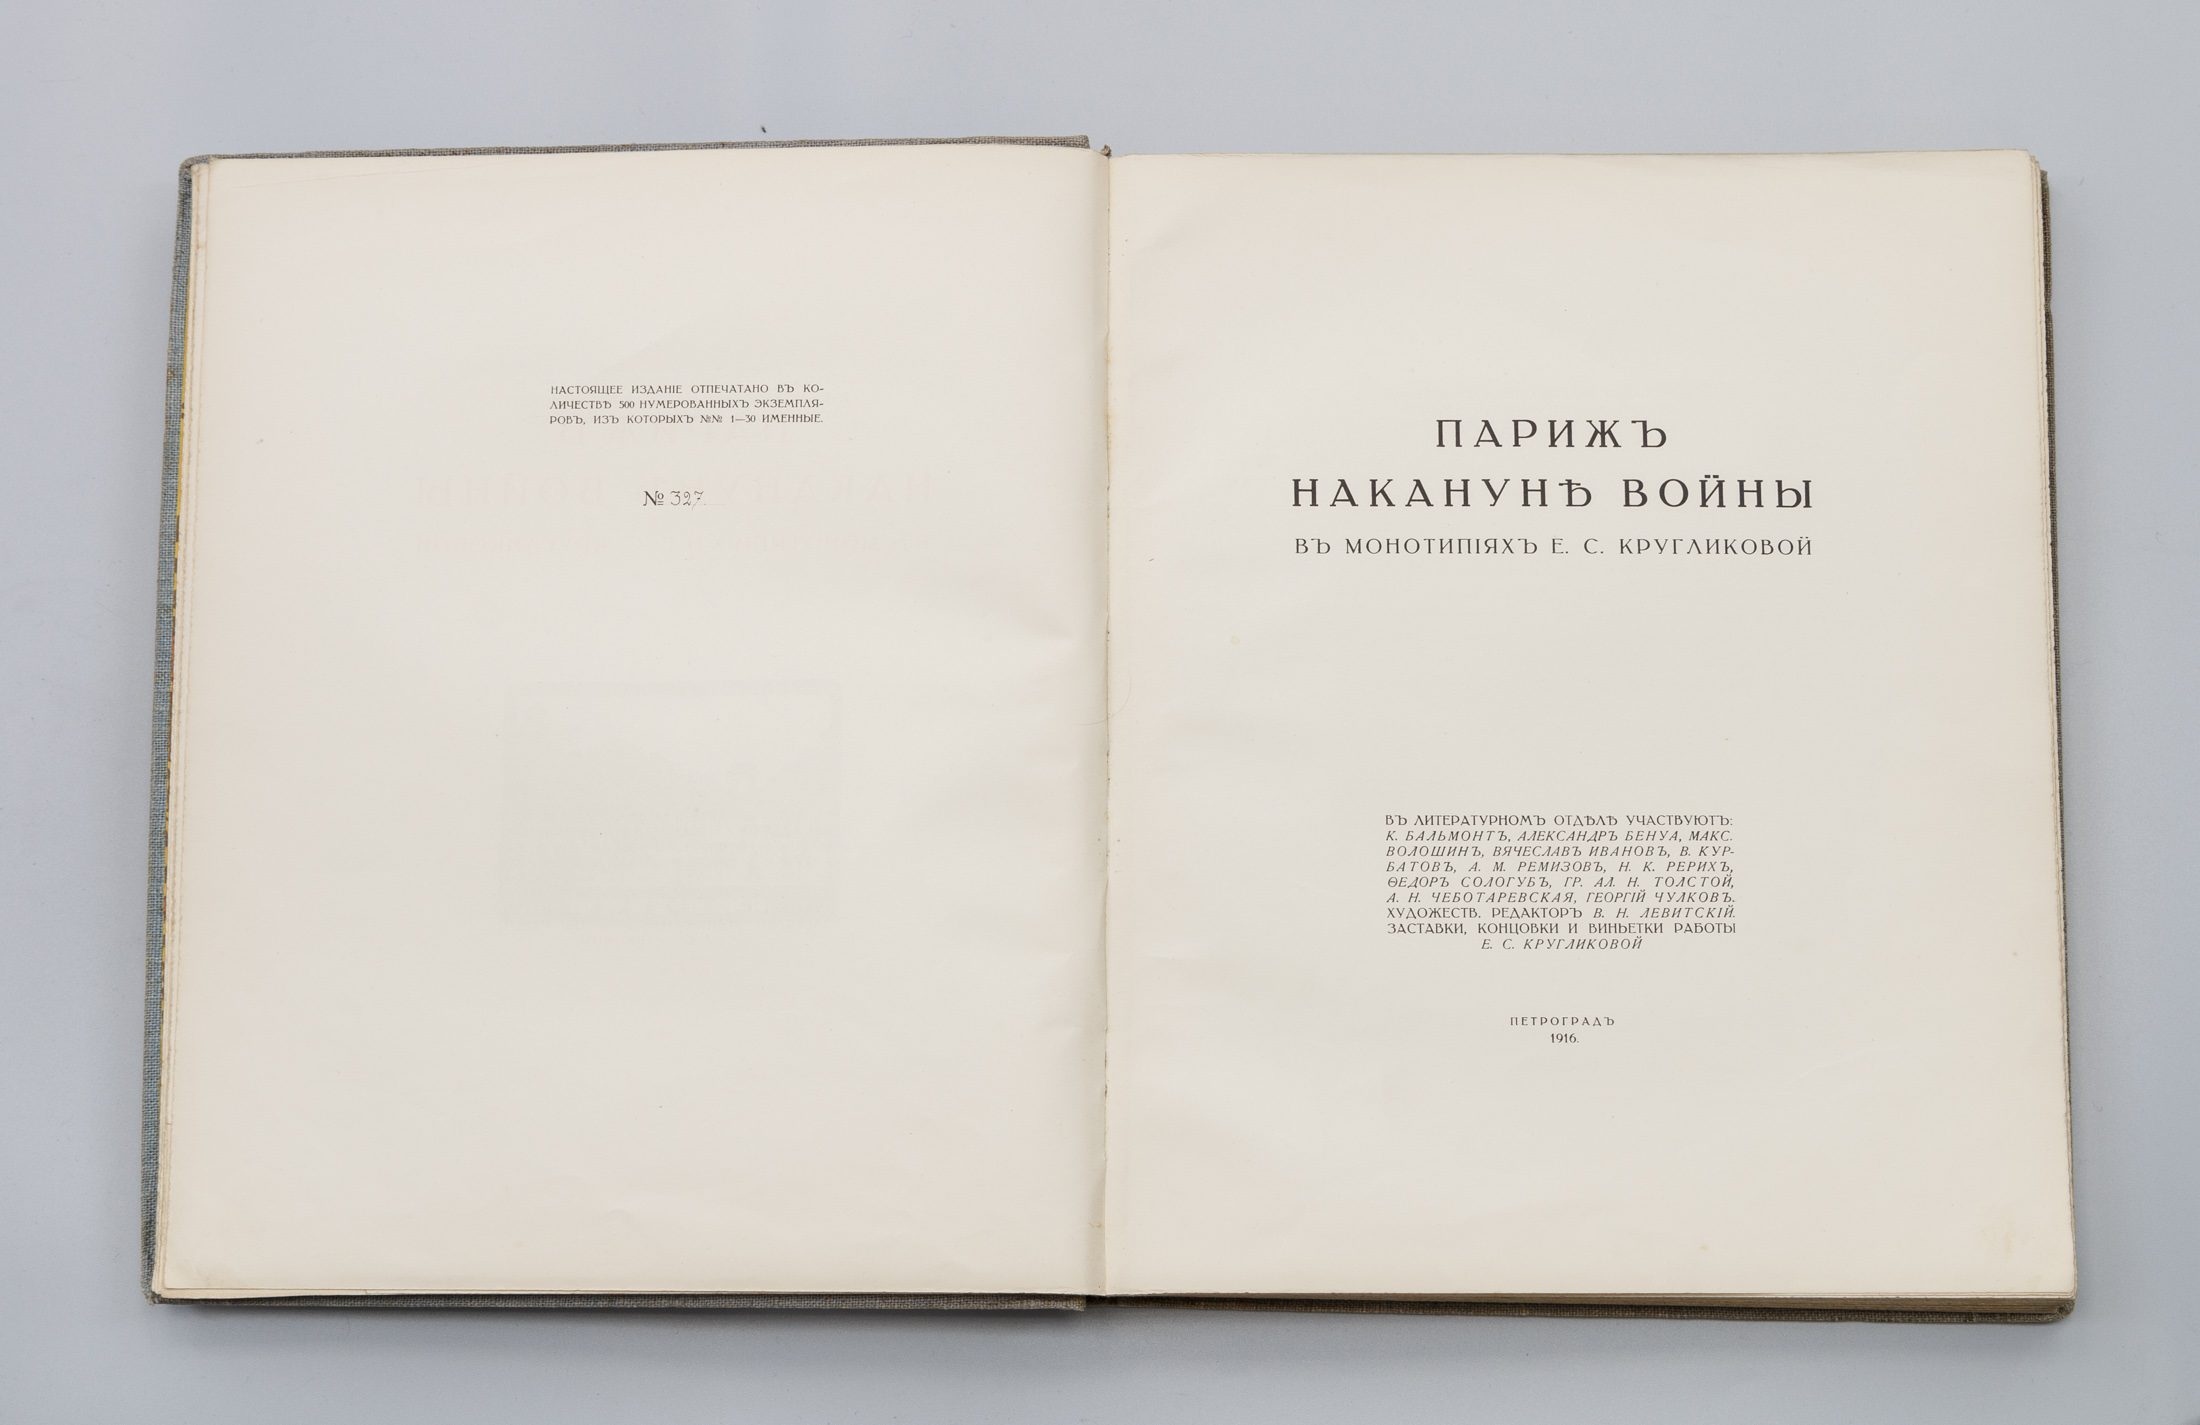 НАСТОЯЩЕЕ ИЗДАНІЕ ОТПЕЧАТАНО ВЪ КО-
ЛИЧЕСТВѢ 500 НУМЕРОВАННЫХЪ ЭКЗЕМПЛЯ-
РОВЪ, ИЗЪ КОТОРЫХЪ №№ 1—30 ИМЕННЫЕ.
№ 327
ПАРИЖЪ
НАКАНУНѢ ВОЙНЫ
ВЪ МОНОТИПІЯХЪ Е. С. КРУГЛИКОВОЙ
ВЪ ЛИТЕРАТУРНОМЪ ОТДѢЛѢ УЧАСТВУЮТЪ:
К. БАЛЬМОНТЪ, АЛЕКСАНДРЪ БЕНУА, МАКС.
ВОЛОШИНЪ, ВЯЧЕСЛАВЪ ИВАНОВЪ, В. КУР-
БАТОВЪ, А. М. РЕМИЗОВЪ, Н. К. РЕРИХЪ,
ѲЕДОРЪ СОЛОГУБЪ, ГР. АЛ. Н. ТОЛСТОЙ,
А. Н. ЧЕБОТАРЕВСКАЯ, ГЕОРГІЙ ЧУЛКОВЪ.
ХУДОЖЕСТВ. РЕДАКТОРЪ В. Н. ЛЕВИТСКІЙ.
ЗАСТАВКИ, КОНЦОВКИ И ВИНЬЕТКИ РАБОТЫ
Е. С. КРУГЛИКОВОЙ
ПЕТРОГРАДЪ
1916.